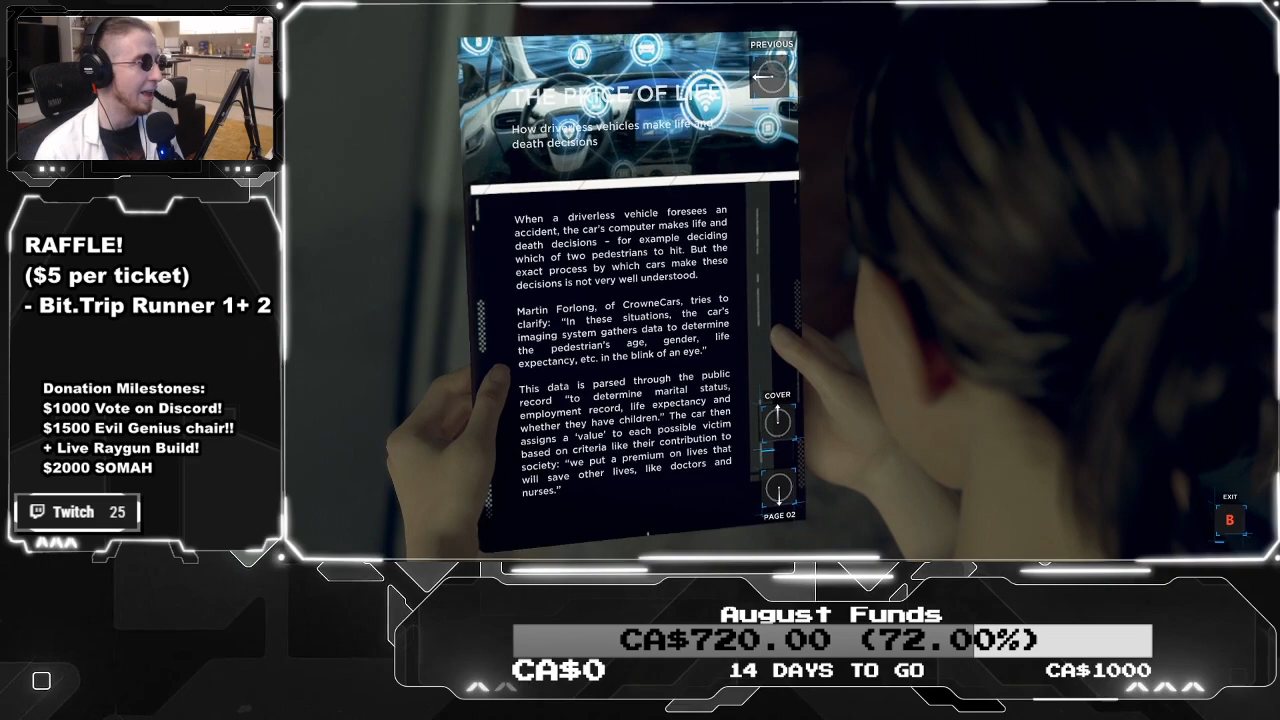 RAFFLE!
($5 per ticket)
- Bit.Trip Runner 1+ 2
Donation Milestones:
$1000 Vote on Discord!
$1500 Evil Genius chair!!
+ Live Raygun Build!
$2000 SOMAH
Twitch 25
PREVIOUS
THE PRICE OF LIFE
How driverless vehicles make life and
death decisions
When a driverless vehicle foresees an
accident, the car's computer makes life and
death decisions – for example deciding
which of two pedestrians to hit. But the
exact process by which cars make these
decisions is not very well understood.
Martin Forlong, of CrowneCars, tries to
clarify: “In these situations, the car's
imaging system gathers data to determine
the pedestrian's age, gender, life
expectancy, etc. in the blink of an eye.”
This data is parsed through the public
record “to determine marital status,
employment record, life expectancy and
whether they have children.” The car then
assigns a ‘value’ to each possible victim
based on criteria like their contribution to
society: “we put a premium on lives that
will save other lives, like doctors and
nurses.”
COVER
PAGE 02
EXIT
B
August Funds
CA$720.00 (72.00%)
CA$0
14 DAYS TO GO
CA$1000